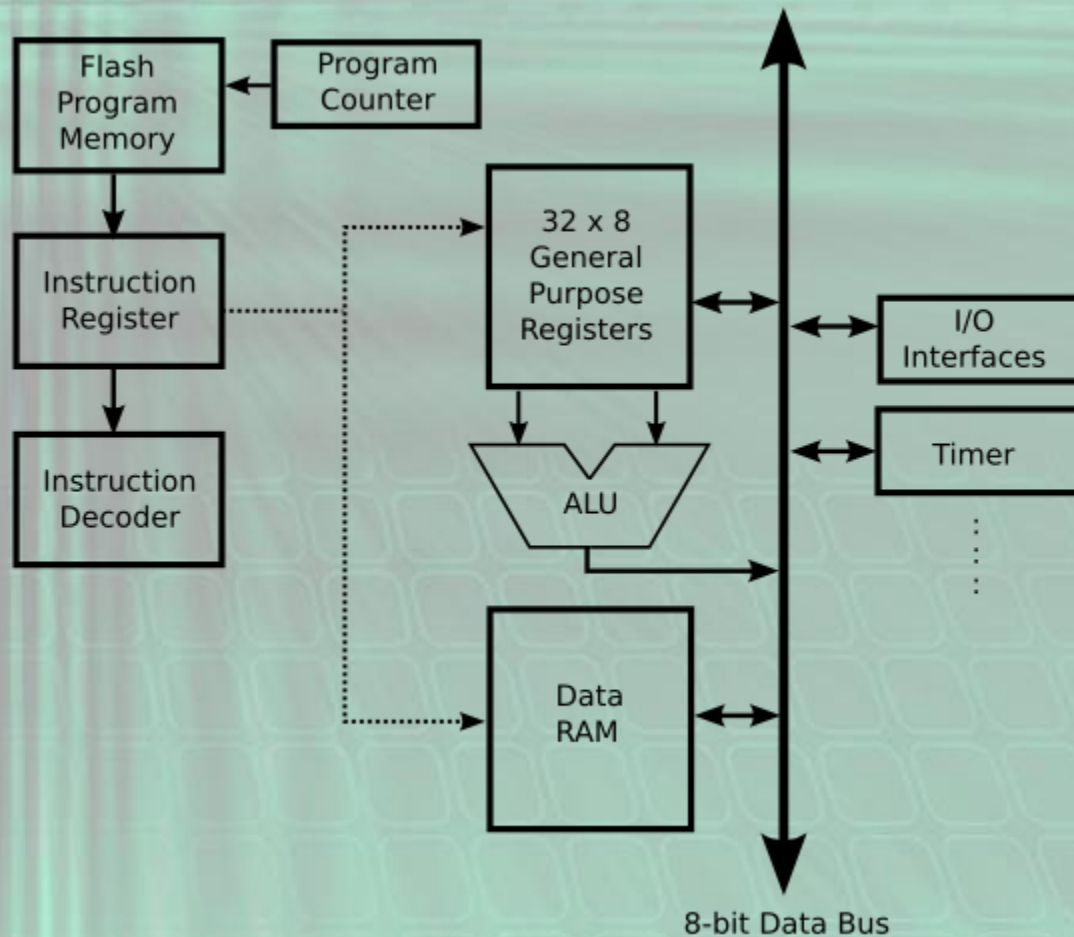 Flash
Program
Memory
Program
Counter
Instruction
Register
Instruction
Decoder
32 x 8
General
Purpose
Registers
ALU
Data
RAM
I/O
Interfaces
Timer
8-bit Data Bus